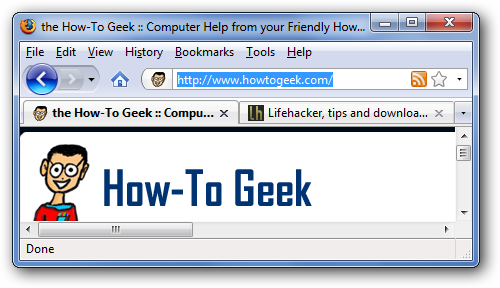 the How-To Geek :: Computer Help from your Friendly How...
File Edit View History Bookmarks Tools Help
http://www.howtogeek.com/
the How-To Geek :: Compu... lh Lifehacker, tips and downloa...
How-To Geek
Done